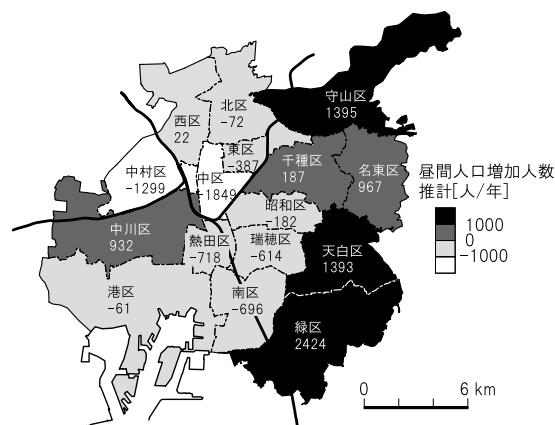 守山区
1395
北区
-72
西区
22
東区
-387
千種区
187
名東区
967
中村区
-1299
中区
-1849
昭和区
-182
中川区
932
熱田区
-718
瑞穂区
-614
天白区
1393
港区
-61
南区
-696
緑区
2424
昼間人口増加人数
推計[人/年]
1000
0
-1000
0 6 km